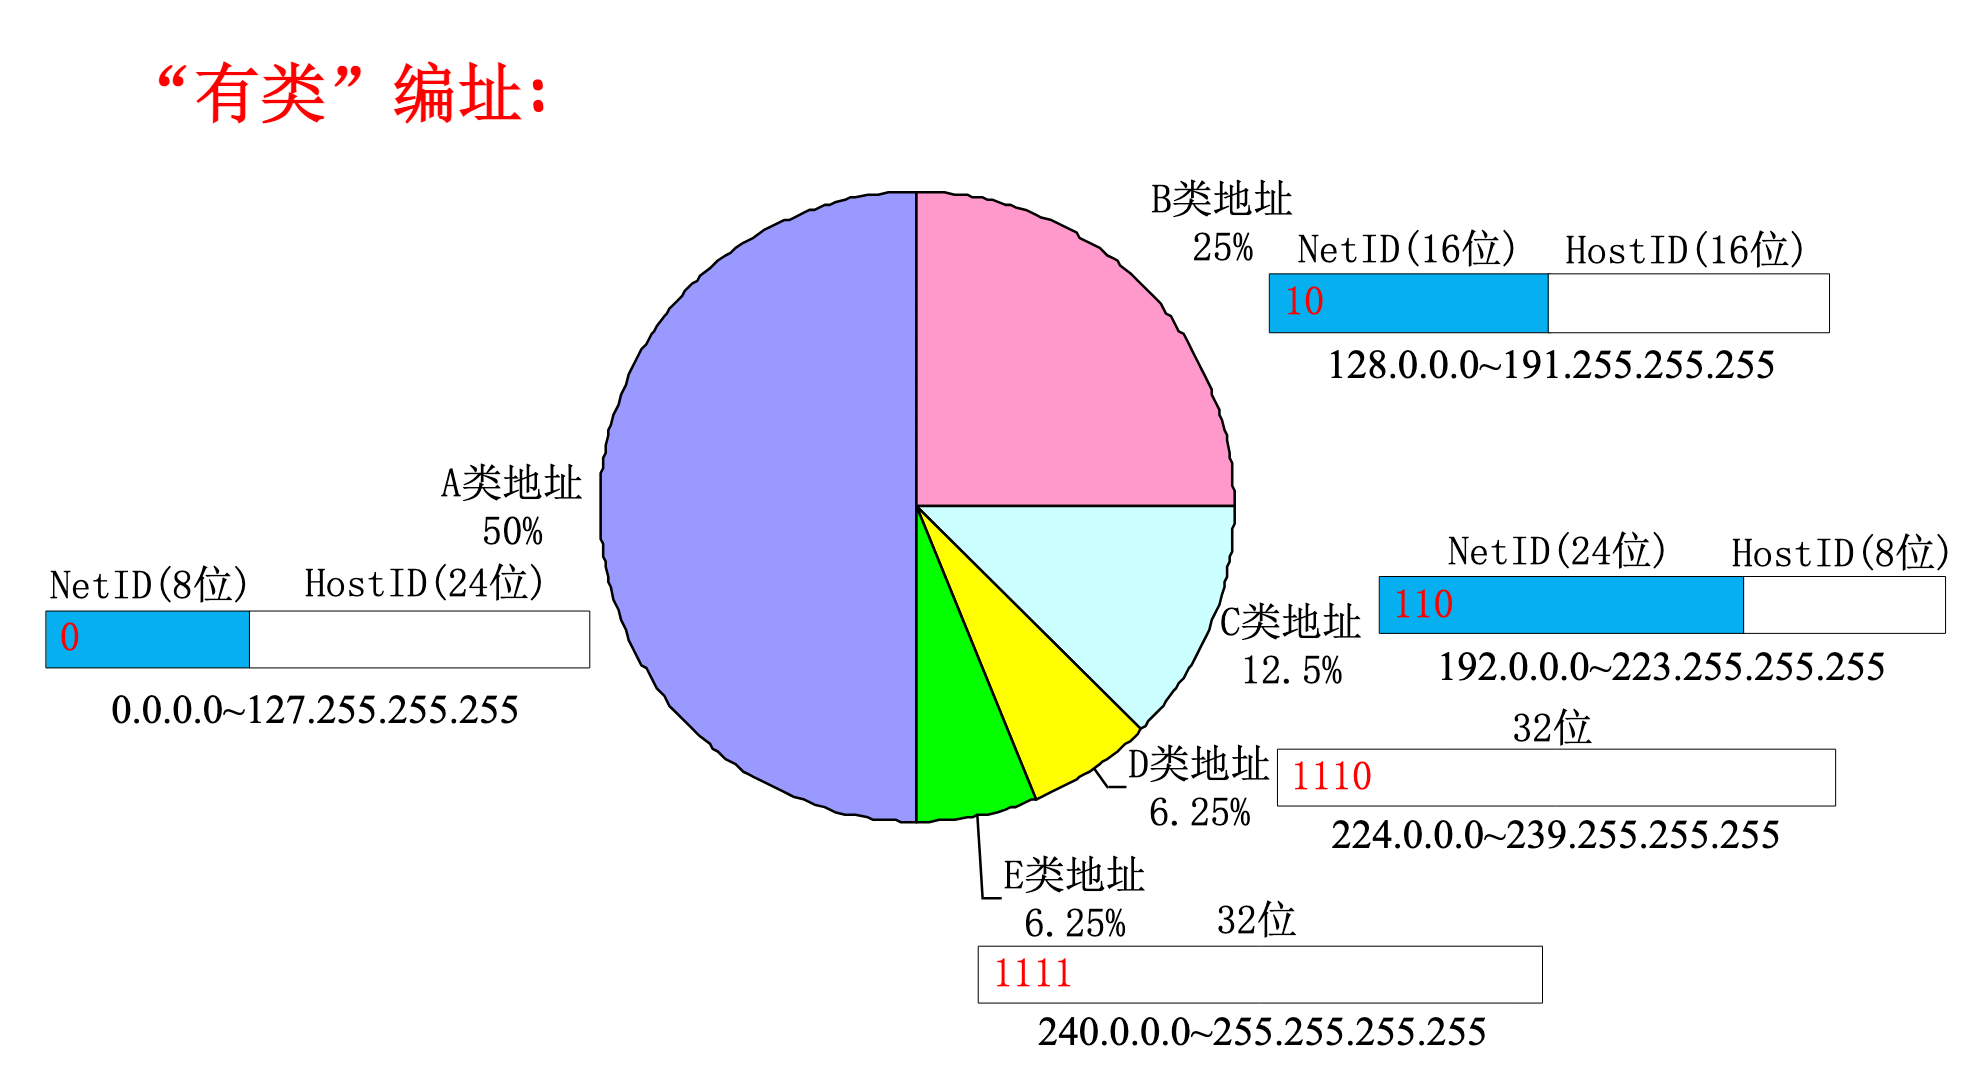 “有类”编址:
B类地址
25%
NetID(16位) HostID(16位)
10
128.0.0.0~191.255.255.255
A类地址
50%
NetID(8位) HostID(24位)
0
0.0.0.0~127.255.255.255
NetID(24位) HostID(8位)
110
C类地址
12.5%
192.0.0.0~223.255.255.255
32位
D类地址
6.25%
1110
224.0.0.0~239.255.255.255
E类地址
6.25%
32位
1111
240.0.0.0~255.255.255.255